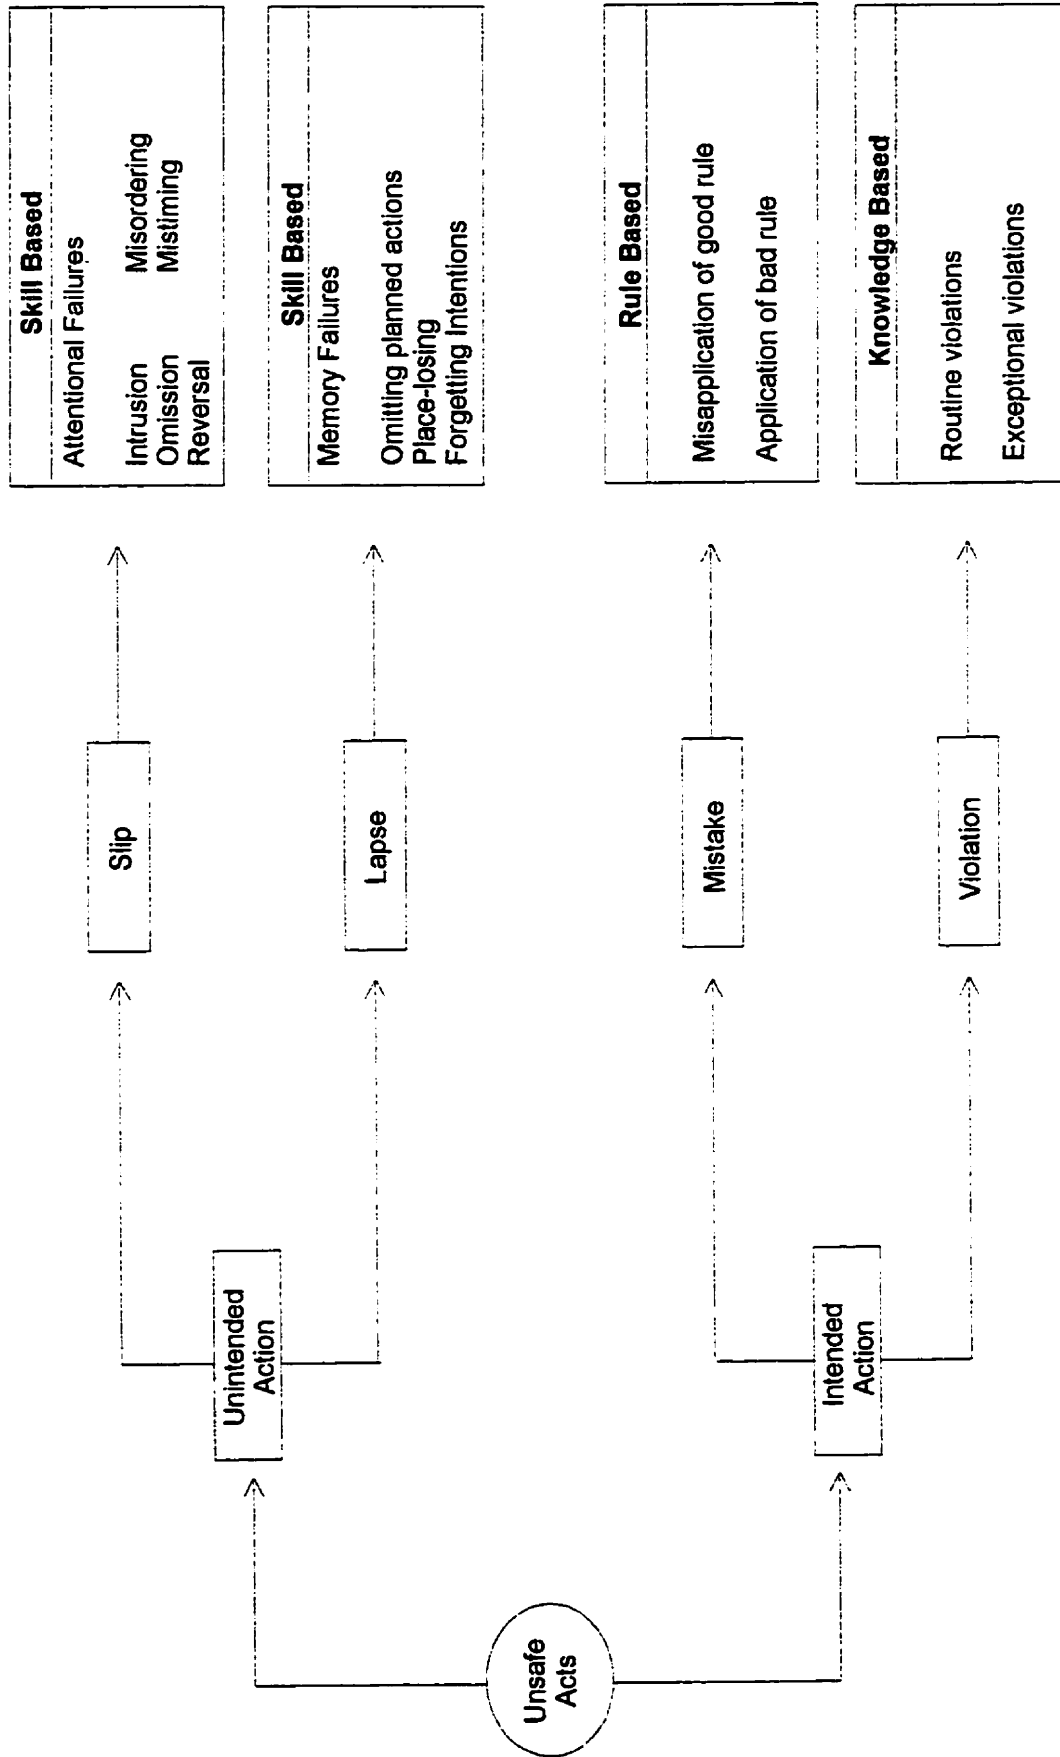 Unsafe
Acts
Unintended
Action
Intended
Action
Slip
Lapse
Mistake
Violation
Skill Based
Attentional Failures
Intrusion Misordering
Omission Mistiming
Reversal
Skill Based
Memory Failures
Omitting planned actions
Place-losing
Forgetting Intentions
Rule Based
Misapplication of good rule
Application of bad rule
Knowledge Based
Routine violations
Exceptional violations